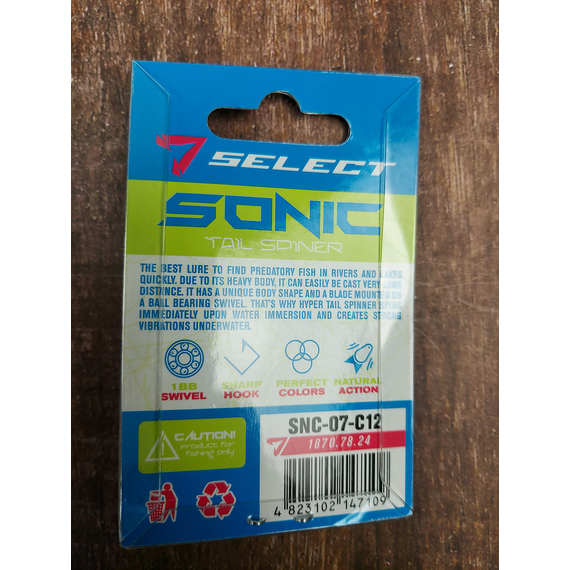 SELECT
SONIC
TAIL SPINER
THE BEST LURE TO FIND PREDATORY FISH IN RIVERS AND LAKES
QUICKLY. DUE TO ITS HEAVY BODY, IT CAN EASILY BE CAST VERY LONG
DISTANCE. IT HAS A UNIQUE BODY SHAPE AND A BLADE MOUNTED ON
A BALL BEARING SWIVEL. THAT'S WHY HYPER TAIL SPINNER SPINS
IMMEDIATELY UPON WATER IMMERSION AND CREATES STRONG
VIBRATIONS UNDERWATER.
1BB SWIVEL
SHARP HOOK
PERFECT COLORS
NATURAL ACTION
CAUTION!
product for
fishing only
SNC-07-C12
1870.78.24
4 823102 147109